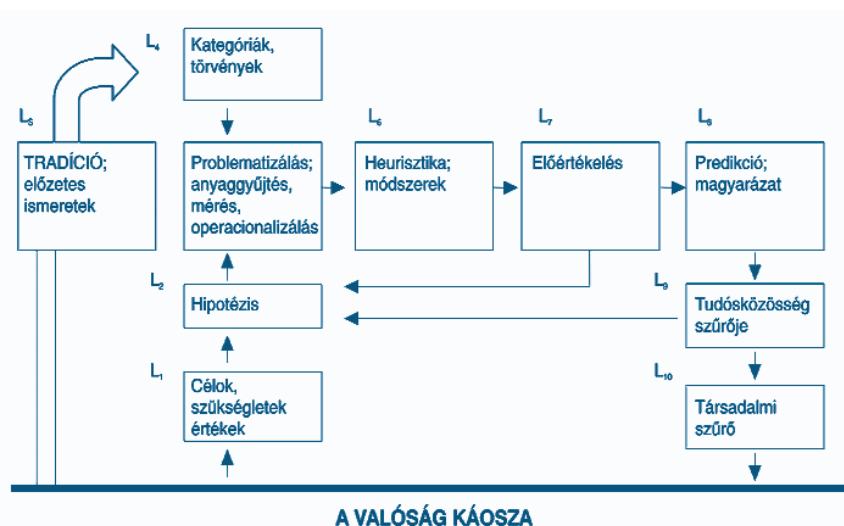 L₄
Kategóriák,
törvények
L₃
TRADÍCIÓ;
előzetes
ismeretek
Problematizálás;
anyaggyűjtés,
mérés,
operacionalizálás
L₆
Heurisztika;
módszerek
L₇
Előértékelés
L₈
Predikció;
magyarázat
L₂
Hipotézis
L₉
Tudósközösség
szűrője
L₁
Célok,
szükségletek
értékek
L₁₀
Társadalmi
szűrő
A VALÓSÁG KÁOSZA